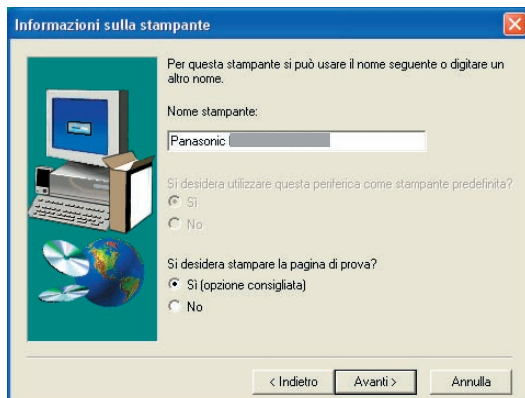 Informazioni sulla stampante
Per questa stampante si può usare il nome seguente o digitare un
altro nome.
Nome stampante:
Panasonic
Si desidera utilizzare questa periferica come stampante predefinita?
Sì
No
Si desidera stampare la pagina di prova?
Sì (opzione consigliata)
No
< Indietro
Avanti >
Annulla